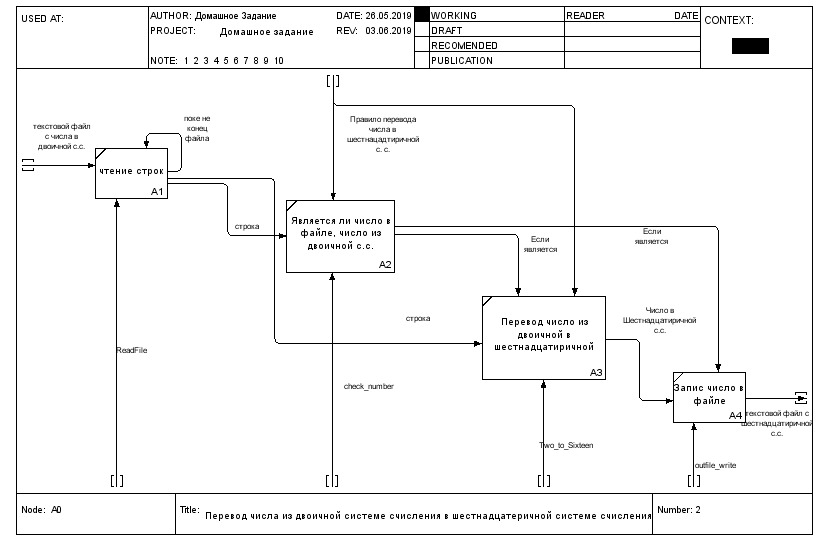 USED AT:
AUTHOR: Домашное Задание
DATE: 26.05.2019
WORKING
READER
DATE
CONTEXT:
PROJECT: Домашное задание
REV: 03.06.2019
DRAFT
RECOMENDED
NOTE: 1 2 3 4 5 6 7 8 9 10
PUBLICATION
текстовой файл
с числа в
двоичной с.с.
поке не
конец
файла
Правило перевода
числа в
шестнацадтиричной
с. с.
чтение строк
A1
строка
Является ли число в
файле, число из
двоичной с.с.
A2
Если
является
Если
является
строка
Перевод число из
двоичной в
шестнадцатиричной
A3
Число в
Шестнадцатиричной
с.с.
Запис число в
файле
A4
текстовой файл с
шестнадцатиричной
с.с.
ReadFile
check_number
Two_to_Sixteen
outfile_write
Node: A0
Title: Перевод числа из двоичной системе счисления в шестнадцатеричной системе счисления
Number: 2